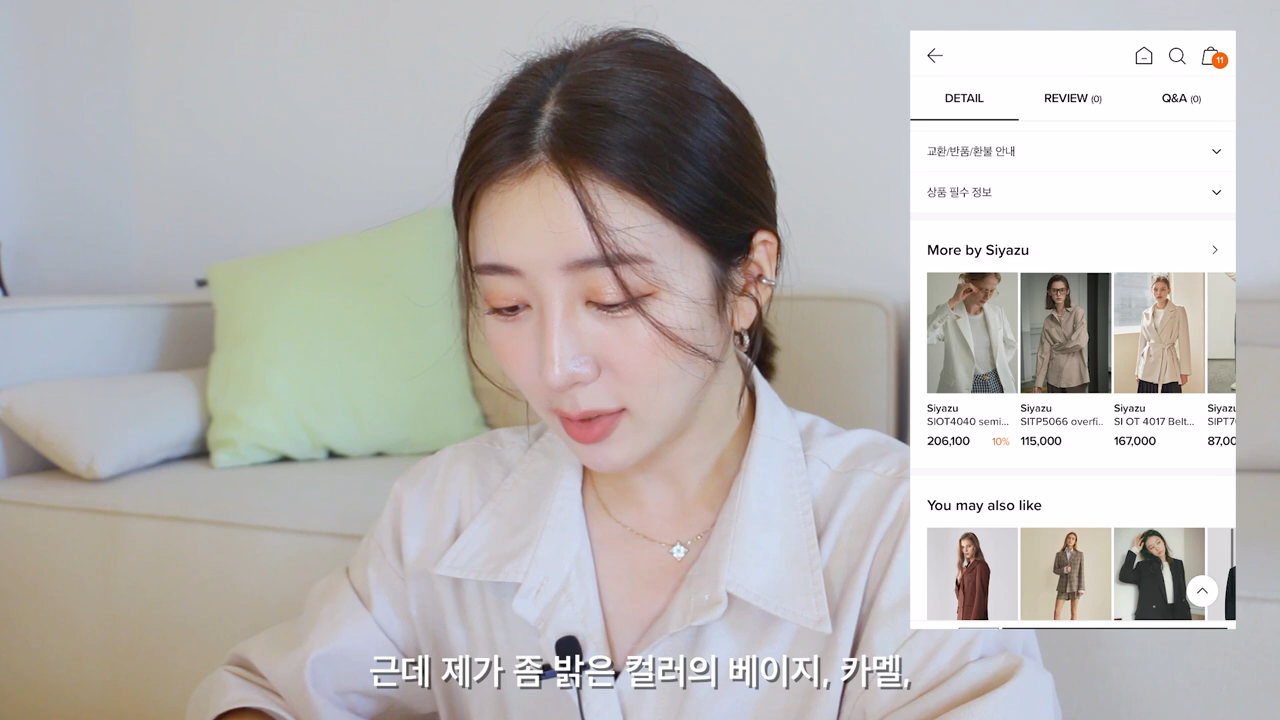 11
DETAIL REVIEW (0) Q&A (0)
교환/반품/환불 안내
상품 필수 정보
More by Siyazu
Siyazu Siyazu Siyazu Siyazu
SIOT4040 semi... SITP5066 overfi.. SI OT 4017 Belt... SIPT7
206,100 10% 115,000 167,000 87,00
You may also like
근데 제가 좀 밝은 컬러의 베이지, 카멜,